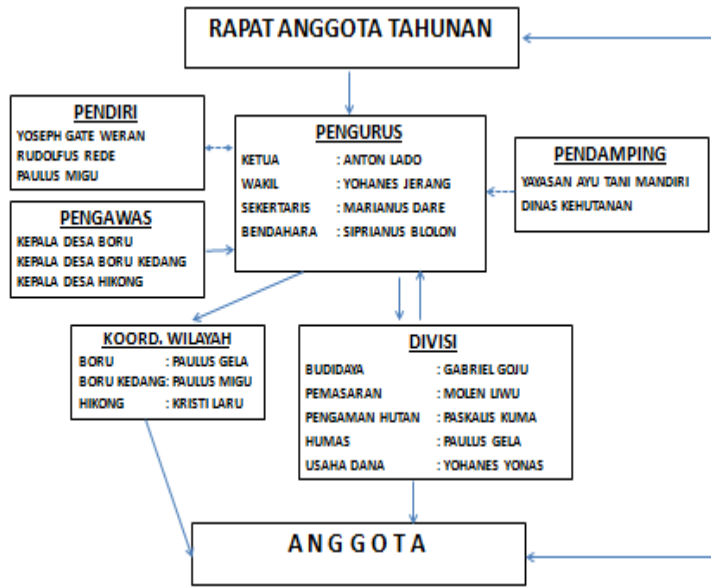 RAPAT ANGGOTA TAHUNAN
PENDIRI
YOSEPH GATE WERAN
RUDOLFUS REDE
PAULUS MIGU
PENGURUS
KETUA : ANTON LADO
WAKIL : YOHANES JERANG
SEKERTARIS : MARIANUS DARE
BENDAHARA : SIPRIANUS BLOLON
PENDAMPING
YAYASAN AYU TANI MANDIRI
DINAS KEHUTANAN
PENGAWAS
KEPALA DESA BORU
KEPALA DESA BORU KEDANG
KEPALA DESA HIKONG
KOORD. WILAYAH
BORU : PAULUS GELA
BORU KEDANG: PAULUS MIGU
HIKONG : KRISTI LARU
DIVISI
BUDIDAYA : GABRIEL GOJU
PEMASARAN : MOLEN LIWU
PENGAMAN HUTAN : PASKALIS KUMA
HUMAS : PAULUS GELA
USAHA DANA : YOHANES YONAS
A N G G O T A